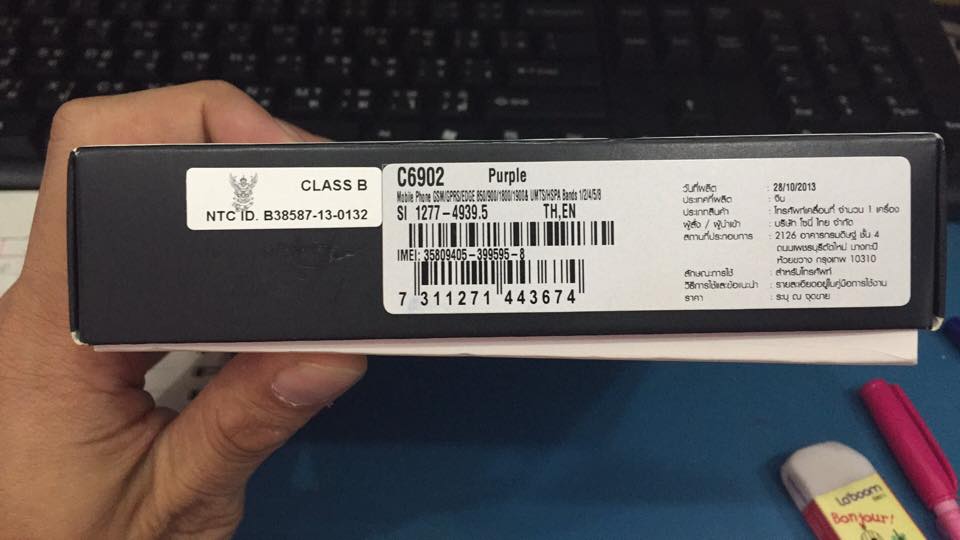 CLASS B
NTC ID. B38587-13-0132
C6902 Purple
Mobile Phone GSM/GPRS/EDGE 850/900/1800/1900& UMTS/HSPA Bands 1/2/4/5/8
SI 1277-4939.5 TH,EN
IMEI: 35809405-399595-8
7 311271 443674
วันที่ผลิต : 28/10/2013
ประเทศที่ผลิต : จีน
ประเภทสินค้า : โทรศัพท์เคลื่อนที่ จำนวน 1 เครื่อง
ผู้สั่ง / ผู้นำเข้า : บริษัท โซนี่ ไทย จำกัด
สถานที่ประกอบการ : 2126 อาคารกรมดิษฐ์ ชั้น 4
ถนนเพชรบุรีตัดใหม่ บางกะปิ
ห้วยขวาง กรุงเทพ 10310
ลักษณะการใช้ : สำหรับโทรศัพท์
วิธีการใช้และข้อแนะนำ : รายละเอียดอยู่ในคู่มือการใช้งาน
ราคา : ระบุ ณ จุดขาย
Laboom
Bonjour!